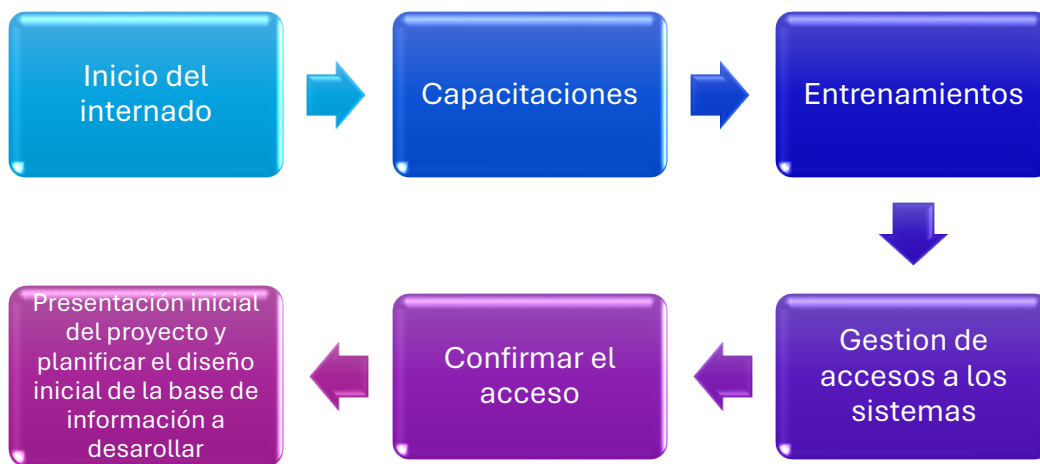 Inicio del
internado
Capacitaciones
Entrenamientos
Gestion de
accesos a los
sistemas
Confirmar el
acceso
Presentación inicial
del proyecto y
planificar el diseño
inicial de la base de
información a
desarollar